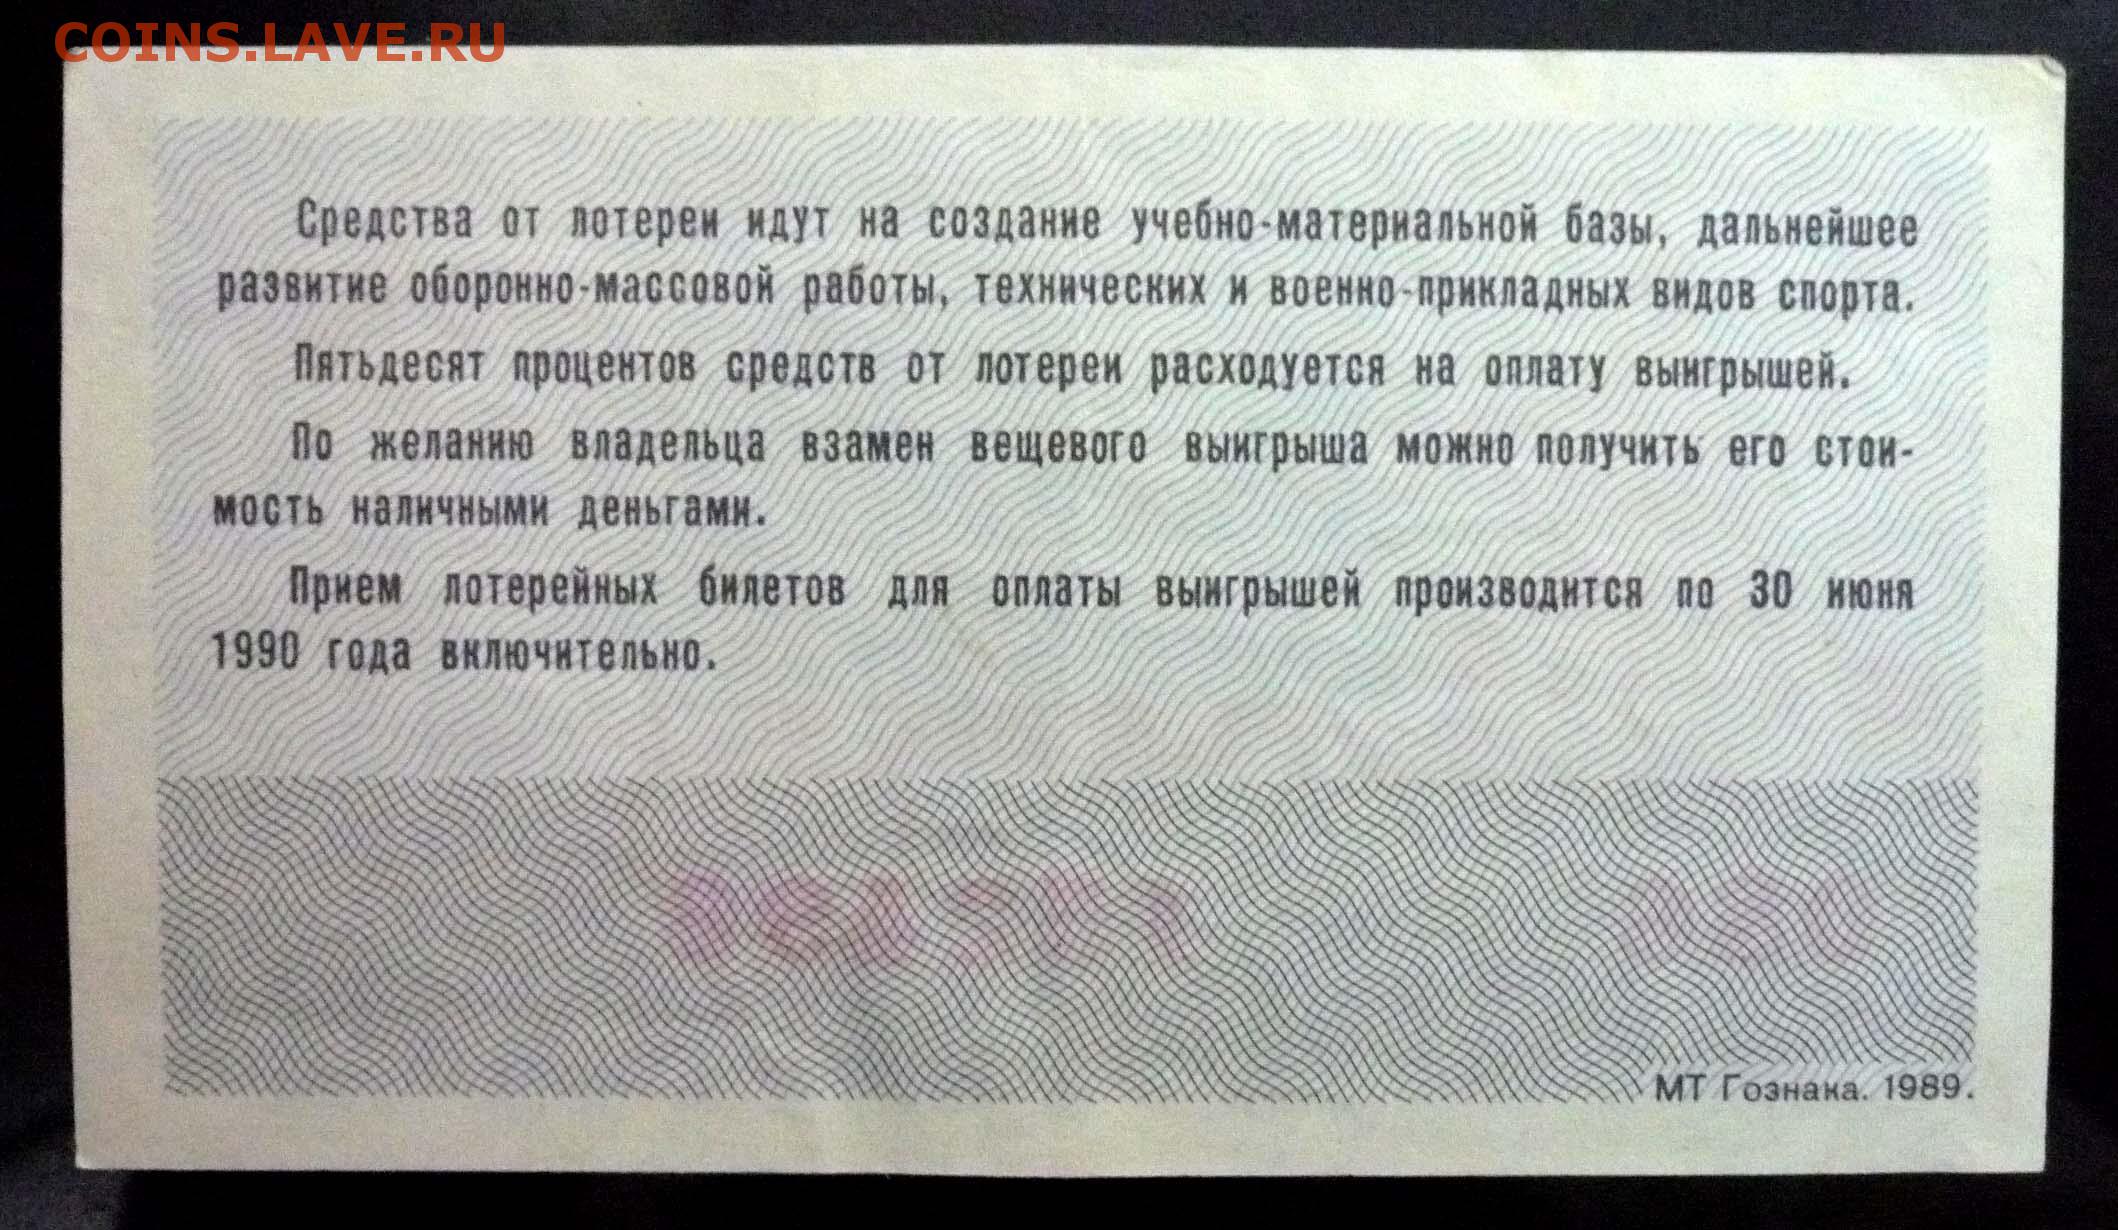 COINS.LAVE.RU
Средства от лотереи идут на создание учебно-материальной базы, дальнейшее
развитие оборонно-массовой работы, технических и военно-прикладных видов спорта.
Пятьдесят процентов средств от лотереи расходуется на оплату выигрышей.
По желанию владельца взамен вещевого выигрыша можно получить его стои-
мость наличными деньгами.
Прием лотерейных билетов для оплаты выигрышей производится по 30 июня
1990 года включительно.
МТ Гознака. 1989.